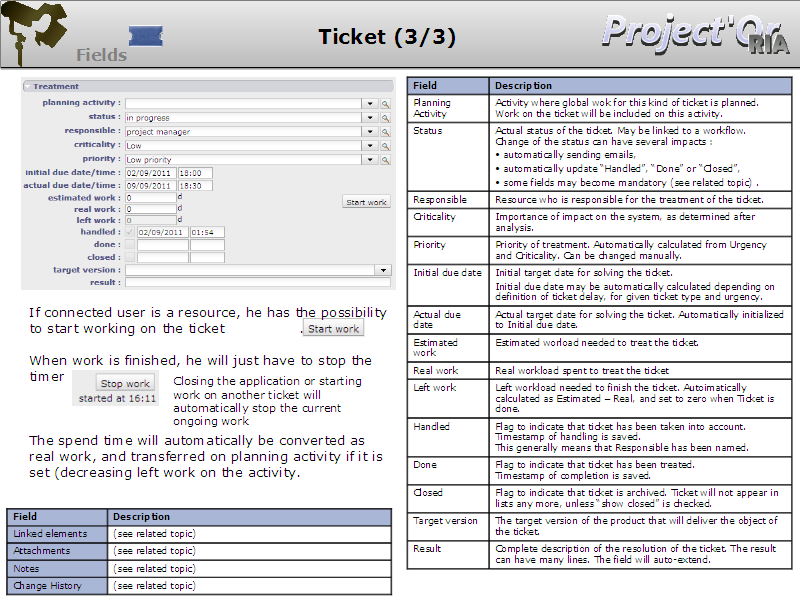 Fields
Ticket (3/3)
Project'Or
RIA
Treatment
planning activity :
status : in progress
responsible : project manager
criticality : Low
priority : Low priority
initial due date/time : 02/09/2011 18:00
actual due date/time : 09/09/2011 18:30
estimated work : 0 d
real work : 0 d
Start work
left work : 0 d
handled : 02/09/2011 01:54
done :
closed :
target version :
result :
If connected user is a resource, he has the possibility
to start working on the ticket .
Start work
When work is finished, he will just have to stop the
timer
Stop work
started at 16:11
Closing the application or starting
work on another ticket will
automatically stop the current
ongoing work
The spend time will automatically be converted as
real work, and transferred on planning activity if it is
set (decreasing left work on the activity.
Field Description
Linked elements (see related topic)
Attachments (see related topic)
Notes (see related topic)
Change History (see related topic)
Field Description
Planning Activity where global wok for this kind of ticket is planned.
Activity Work on the ticket will be included on this activity.
Status Actual status of the ticket. May be linked to a workflow.
Change of the status can have several impacts :
• automatically sending emails,
• automatically update "Handled", "Done" or "Closed",
• some fields may become mandatory (see related topic) .
Responsible Resource who is responsible for the treatment of the ticket.
Criticality Importance of impact on the system, as determined after
analysis.
Priority Priority of treatment. Automatically calculated from Urgency
and Criticality. Can be changed manually.
Initial due date Initial target date for solving the ticket.
Initial due date may be automatically calculated depending on
definition of ticket delay, for given ticket type and urgency.
Actual due Actual target date for solving the ticket. Automatically initialized
date to Initial due date.
Estimated Estimated worload needed to treat the ticket.
work
Real work Real workload spent to treat the ticket
Left work Left workload needed to finish the ticket. Autoimatically
calculated as Estimated – Real, and set to zero when Ticket is
done.
Handled Flag to indicate that ticket has been taken into account.
Timestamp of handling is saved.
This generally means that Responsible has been named.
Done Flag to indicate that ticket has been treated.
Timestamp of completion is saved.
Closed Flag to indicate that ticket is archived. Ticket will not appear in
lists any more, unless "show closed" is checked.
Target version The target version of the product that will deliver the object of
the ticket.
Result Complete description of the resolution of the ticket. The result
can have many lines. The field will auto-extend.